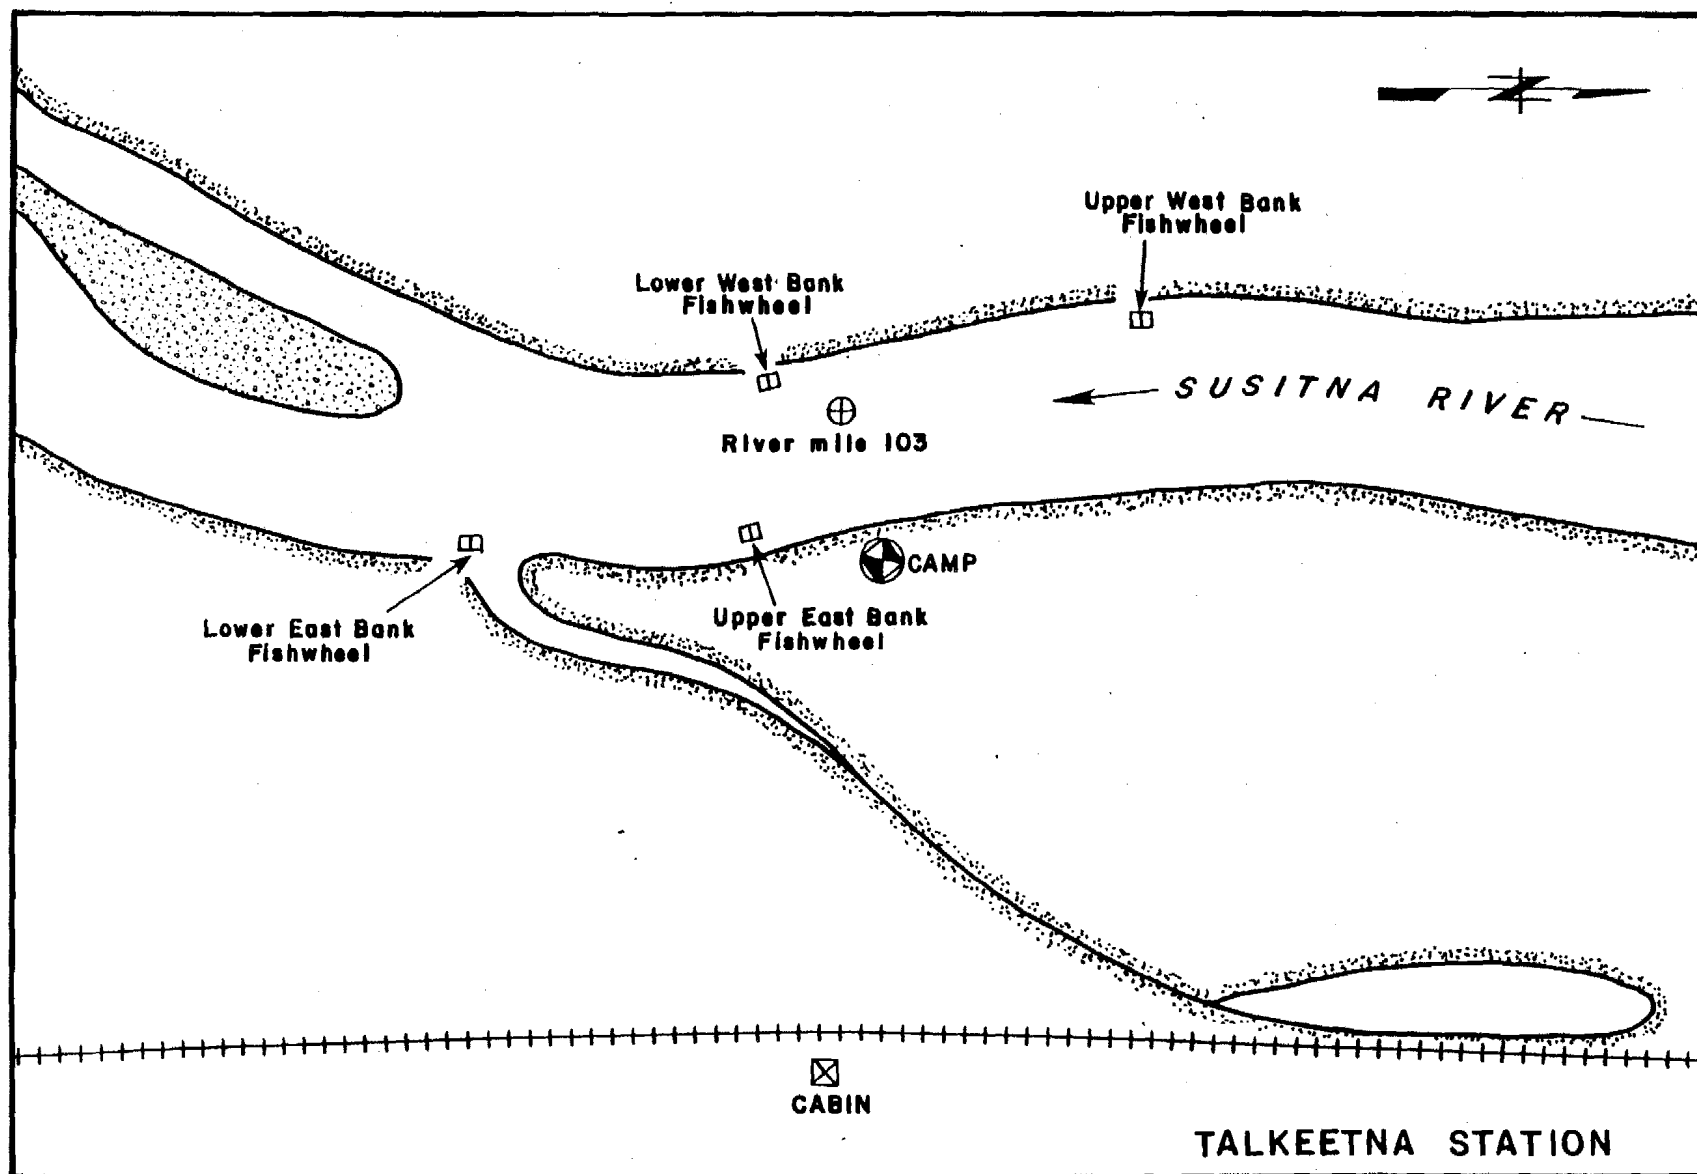 N
Upper West Bank
Fishwheel
Lower West Bank
Fishwheel
SUSITNA RIVER
River mile 103
CAMP
Lower East Bank
Fishwheel
Upper East Bank
Fishwheel
CABIN
TALKEETNA STATION